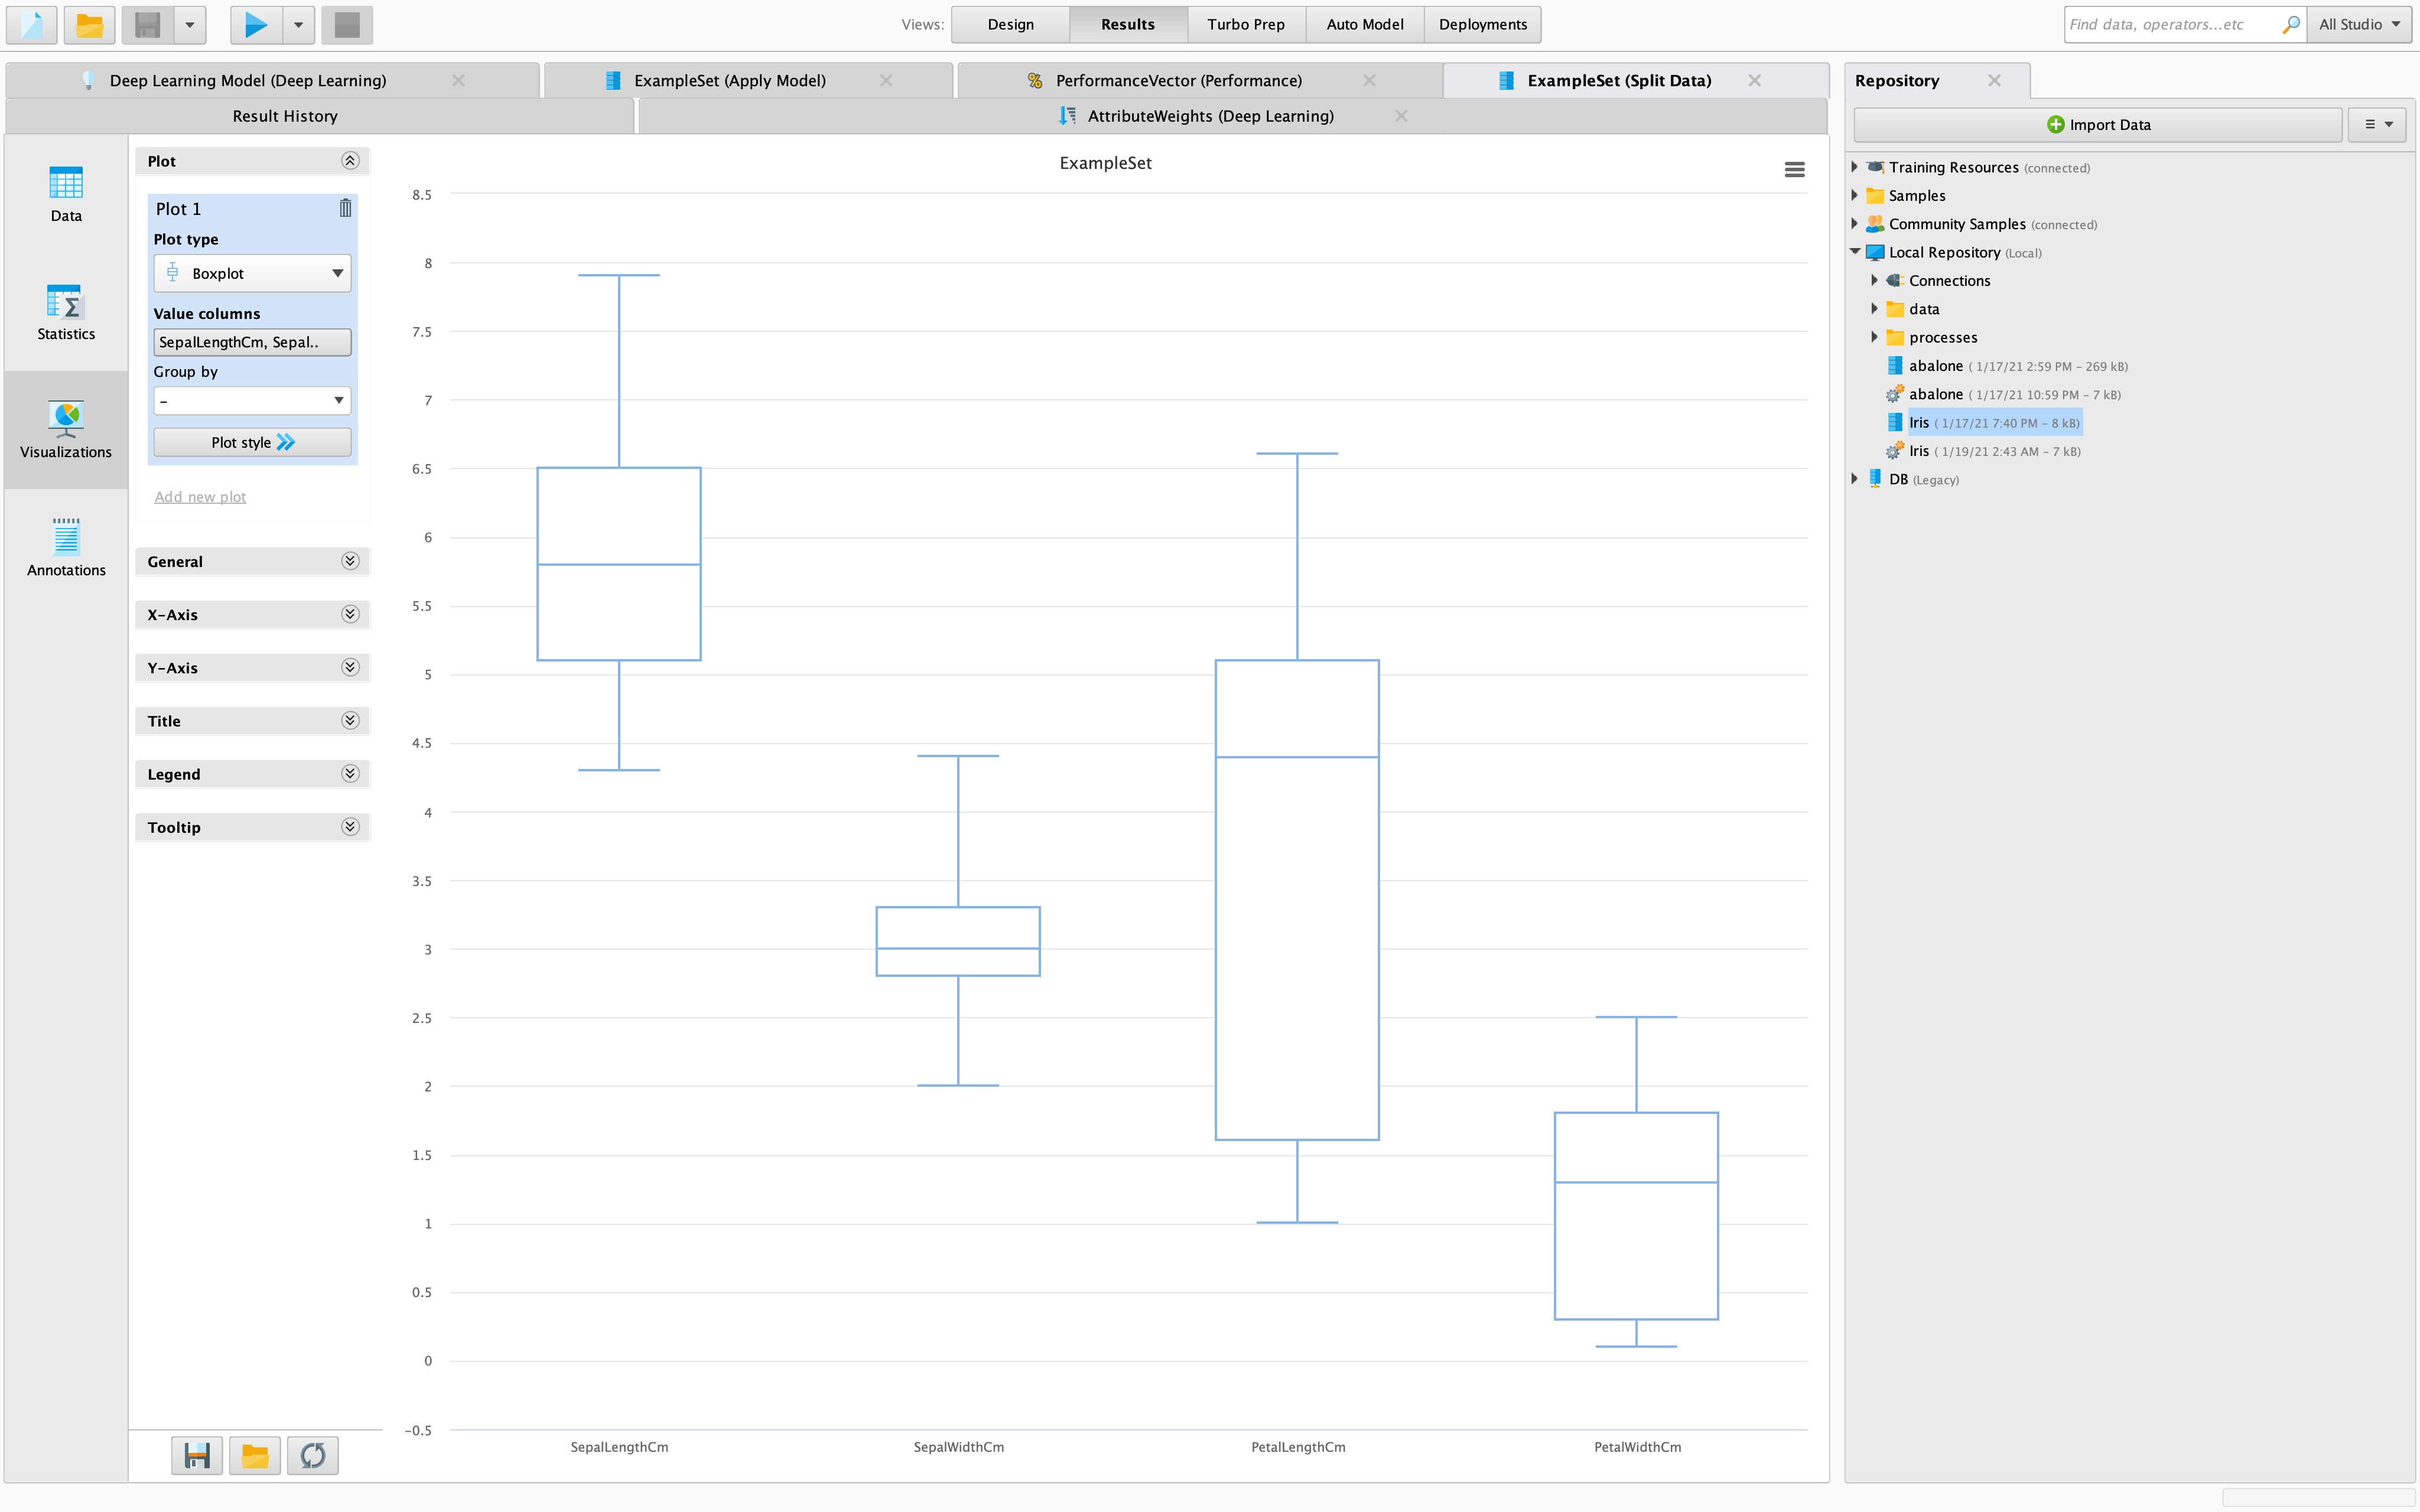 Views: Design Results Turbo Prep Auto Model Deployments Find data, operators...etc All Studio
Deep Learning Model (Deep Learning) ExampleSet (Apply Model) PerformanceVector (Performance) ExampleSet (Split Data)
Result History AttributeWeights (Deep Learning)
Data
Statistics
Visualizations
Annotations
Plot
Plot 1
Plot type
Boxplot
Value columns
SepalLengthCm, Sepal..
Group by
–
Plot style
Add new plot
General
X-Axis
Y-Axis
Title
Legend
Tooltip
ExampleSet
8.5
8
7.5
7
6.5
6
5.5
5
4.5
4
3.5
3
2.5
2
1.5
1
0.5
0
-0.5
SepalLengthCm SepalWidthCm PetalLengthCm PetalWidthCm
Repository
Import Data
Training Resources (connected)
Samples
Community Samples (connected)
Local Repository (Local)
Connections
data
processes
abalone ( 1/17/21 2:59 PM – 269 kB)
abalone ( 1/17/21 10:59 PM – 7 kB)
Iris ( 1/17/21 7:40 PM – 8 kB)
Iris ( 1/19/21 2:43 AM – 7 kB)
DB (Legacy)